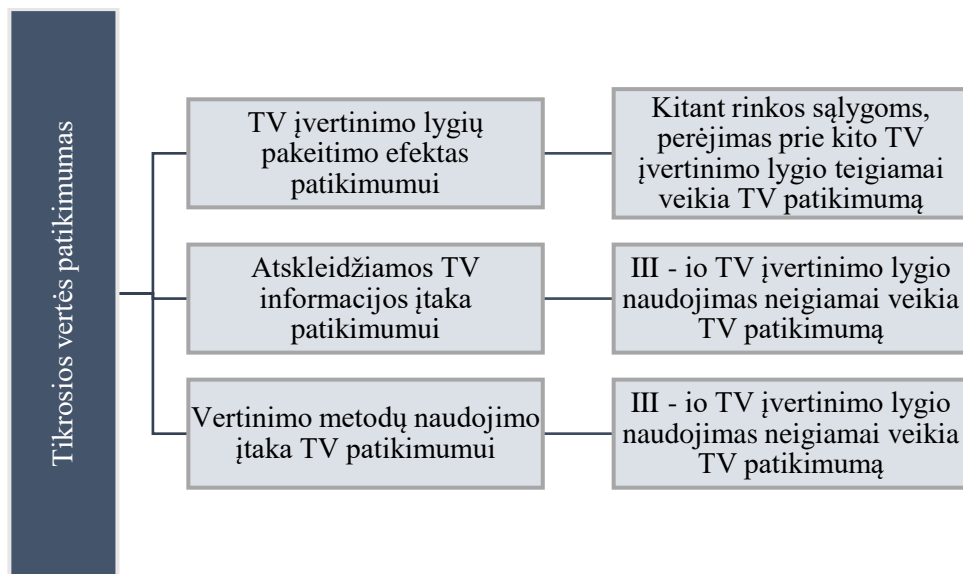 Tikrosios vertės patikimumas
TV įvertinimo lygių
pakeitimo efektas
patikimumui
Kitant rinkos sąlygoms,
perėjimas prie kito TV
įvertinimo lygio teigiamai
veikia TV patikimumą
Atskleidžiamos TV
informacijos įtaka
patikimumui
III - io TV įvertinimo lygio
naudojimas neigiamai veikia
TV patikimumą
Vertinimo metodų naudojimo
įtaka TV patikimumui
III - io TV įvertinimo lygio
naudojimas neigiamai veikia
TV patikimumą